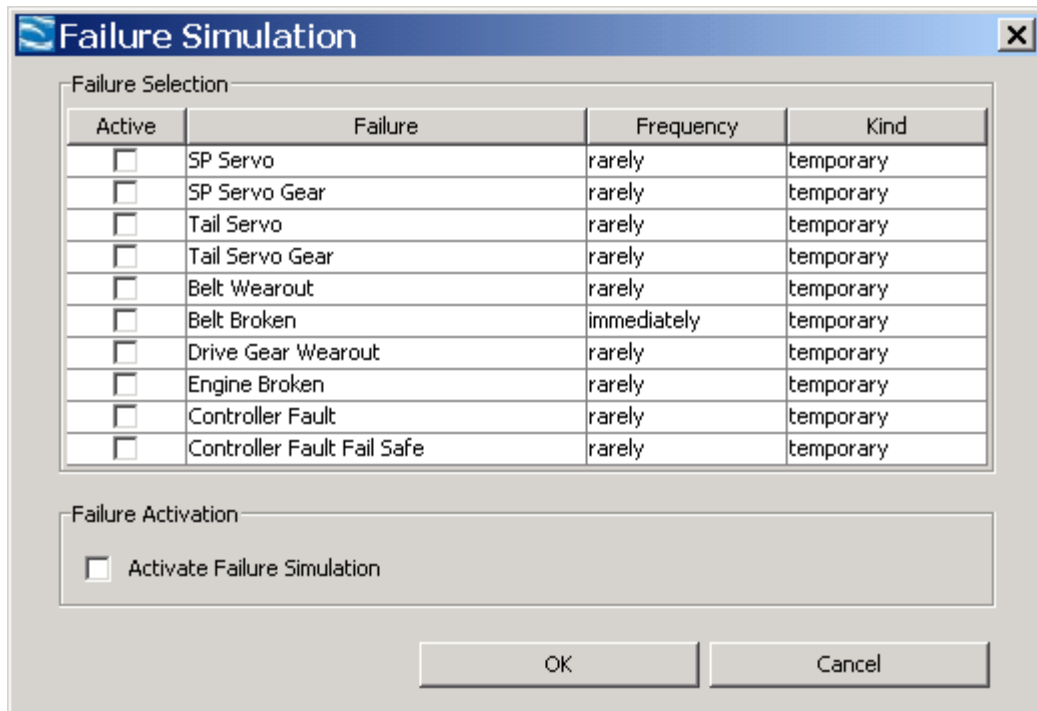 Failure Simulation
Failure Selection
Active Failure Frequency Kind
SP Servo rarely temporary
SP Servo Gear rarely temporary
Tail Servo rarely temporary
Tail Servo Gear rarely temporary
Belt Wearout rarely temporary
Belt Broken immediately temporary
Drive Gear Wearout rarely temporary
Engine Broken rarely temporary
Controller Fault rarely temporary
Controller Fault Fail Safe rarely temporary
Failure Activation
Activate Failure Simulation
OK Cancel